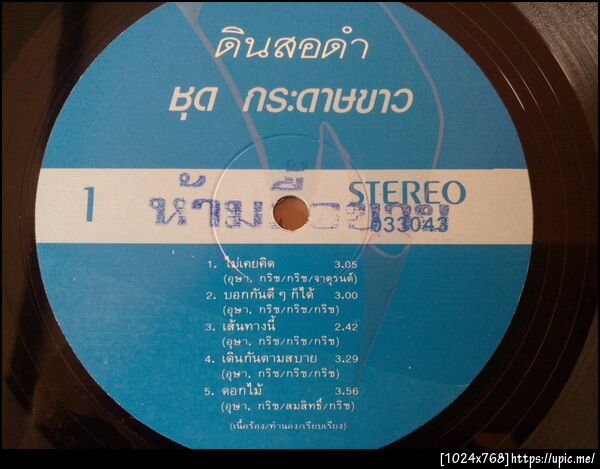 ดินสอดำ
ชุด กระดาษขาว
1
STEREO
ห้ามซื้อขาย
033043
1. ไม่เคยคิด 3.05
(อุษา, กริช/กริช/จาตุรนต์)
2. บอกกันดี ๆ ก็ได้ 3.00
(อุษา, กริช/กริช/กริช)
3. เส้นทางนี้ 2.42
(อุษา, กริช/กริช/กริช)
4. เดินกันตามสบาย 3.29
(อุษา, กริช/กริช/กริช)
5. ดอกไม้ 3.56
(อุษา, กริช/สมสิทธิ์/กริช)
(เนื้อร้อง/ทำนอง/เรียบเรียง)
[1024x768]https://upic.me/